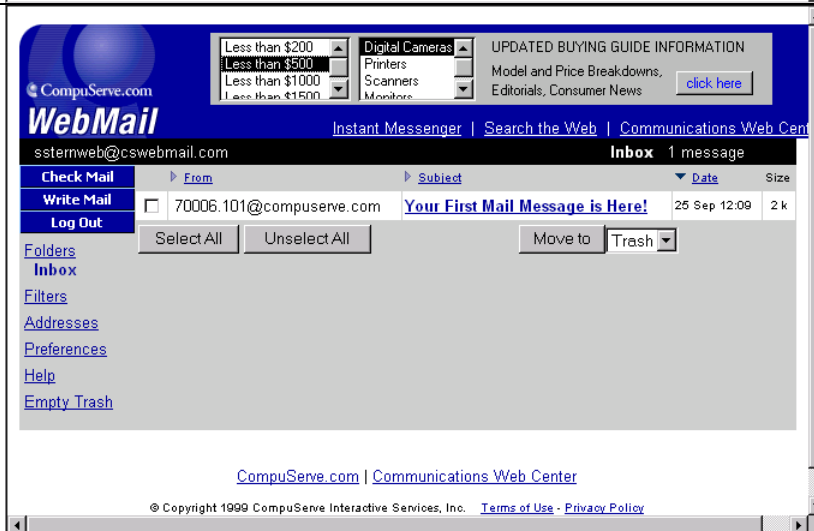 Less than $200
Less than $500
Less than $1000
Less than $1500
Digital Cameras
Printers
Scanners
Monitors
UPDATED BUYING GUIDE INFORMATION
Model and Price Breakdowns,
Editorials, Consumer News
click here
CompuServe.com
WebMail
Instant Messenger | Search the Web | Communications Web Cent
ssternweb@cswebmail.com
Inbox 1 message
Check Mail
Write Mail
Log Out
Folders
Inbox
Filters
Addresses
Preferences
Help
Empty Trash
From Subject Date Size
70006.101@compuserve.com Your First Mail Message is Here! 25 Sep 12:09 2 k
Select All Unselect All Move to Trash
CompuServe.com | Communications Web Center
© Copyright 1999 CompuServe Interactive Services, Inc. Terms of Use - Privacy Policy